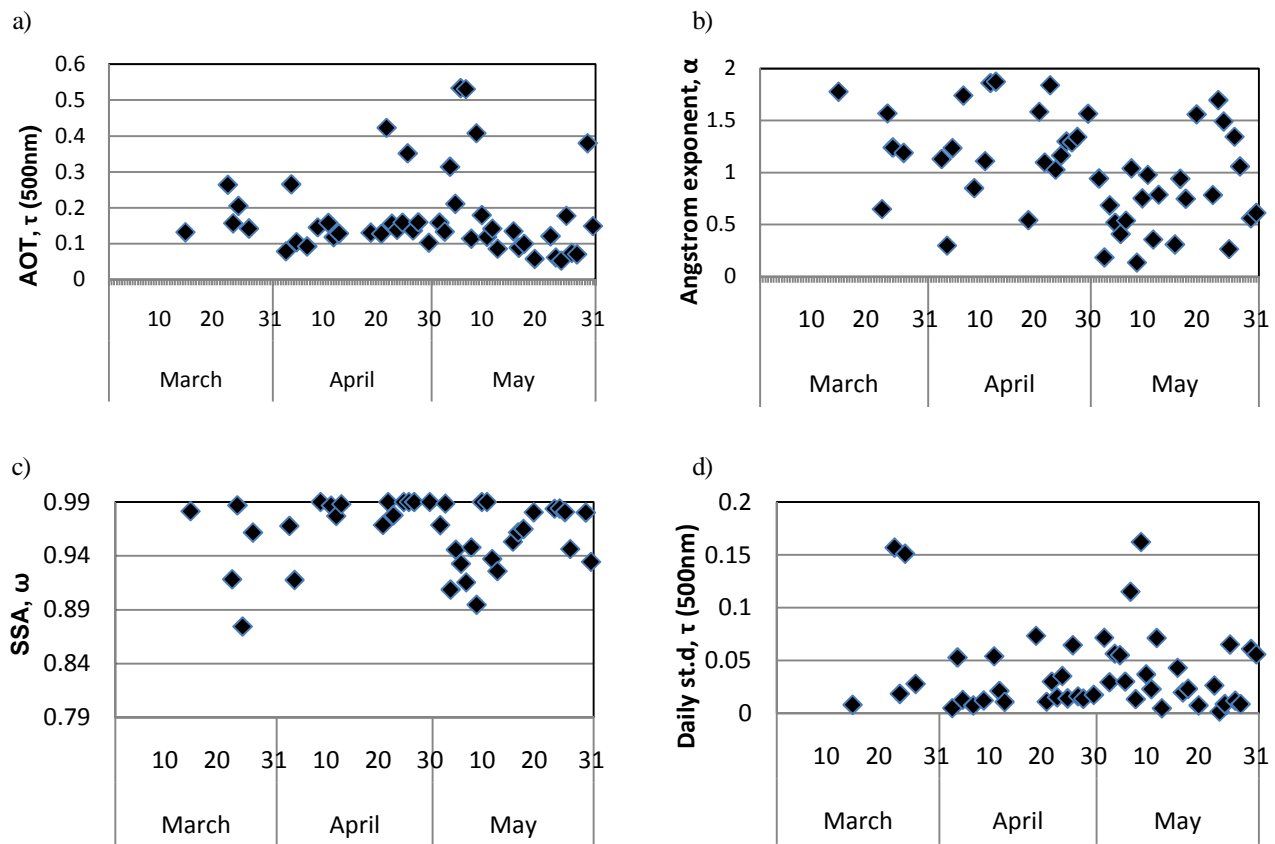 a)
AOT, τ (500nm)
0.6
0.5
0.4
0.3
0.2
0.1
0
10 20 31 10 20 30 10 20 31
March April May
b)
Angstrom exponent, α
2
1.5
1
0.5
0
10 20 31 10 20 30 10 20 31
March April May
c)
SSA, ω
0.99
0.94
0.89
0.84
0.79
10 20 31 10 20 30 10 20 31
March April May
d)
Daily st.d, τ (500nm)
0.2
0.15
0.1
0.05
0
10 20 31 10 20 30 10 20 31
March April May